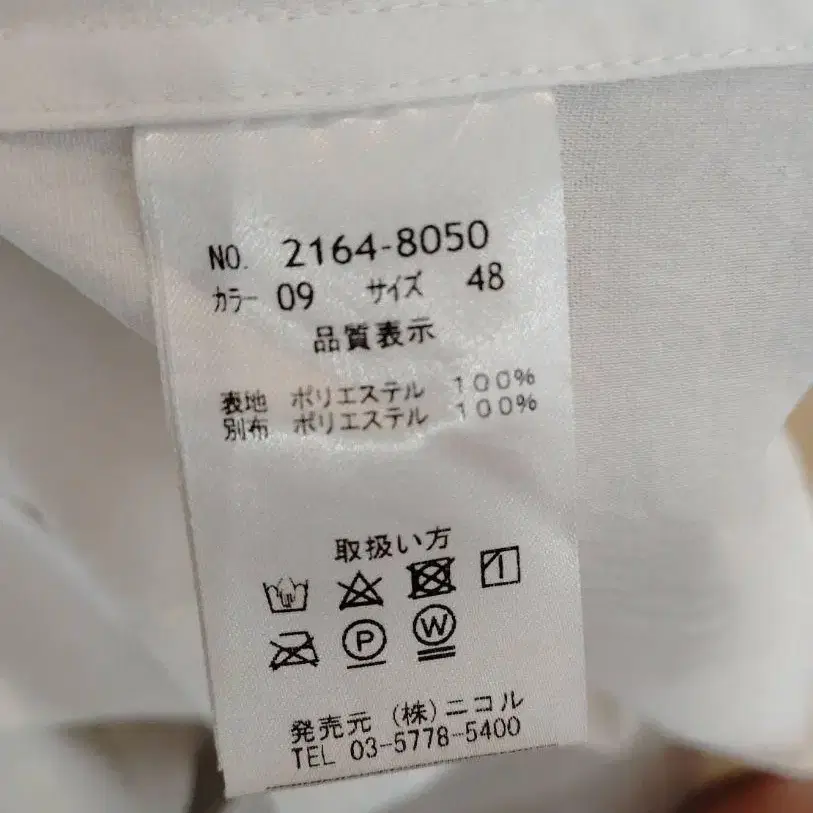 NO. 2164-8050
カラー 09 サイズ 48
品質表示
表地 ポリエステル 100%
別布 ポリエステル 100%
取扱い方
P W
発売元 (株)ニコル
TEL 03-5778-5400